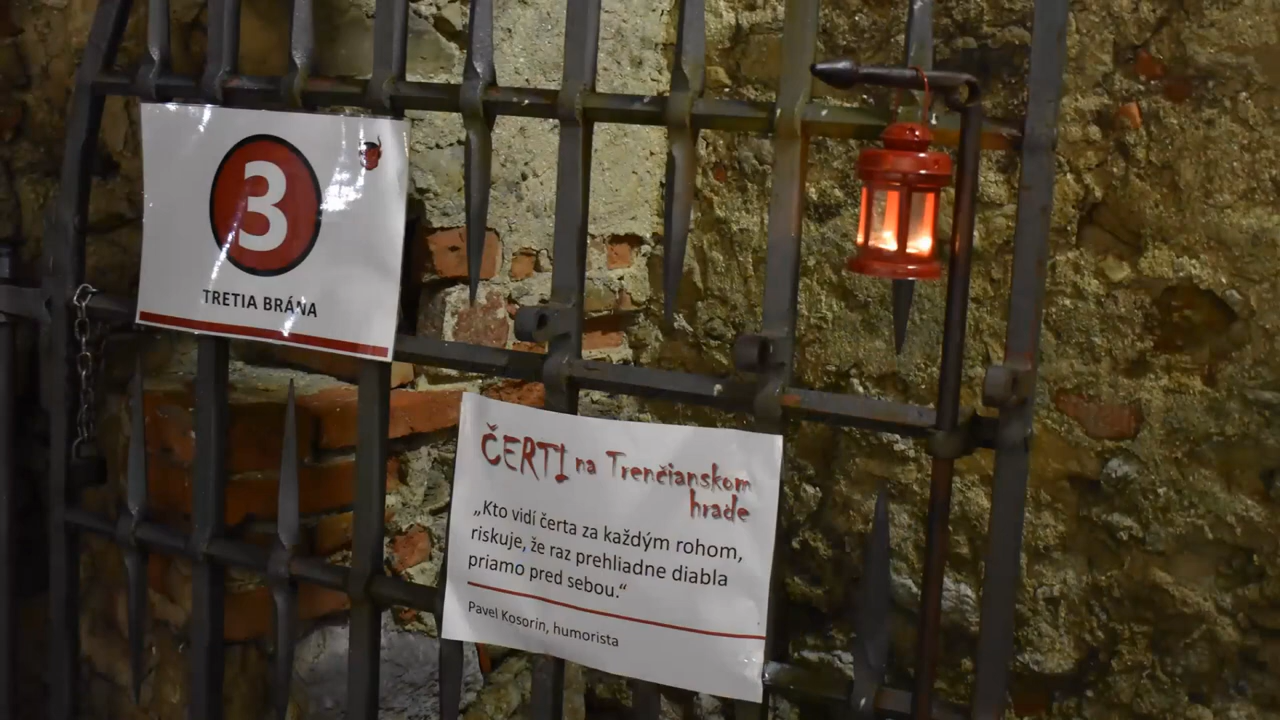 3
TRETIA BRÁNA
ČERTI na Trenčianskom
hrade
„Kto vidí čerta za každým rohom,
riskuje, že raz prehliadne diabla
priamo pred sebou.“
Pavel Kosorin, humorista